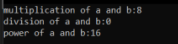 multiplication of a and b:8
division of a and b:0
power of a and b:16